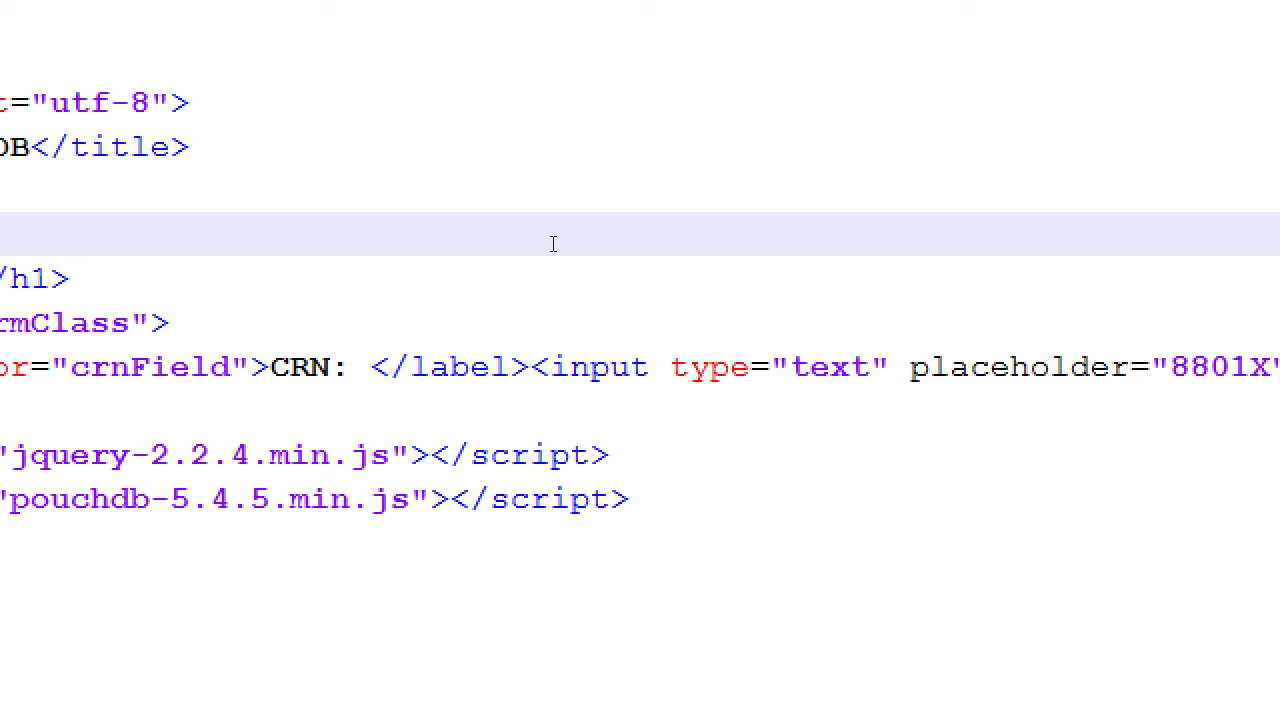 t="utf-8">
DB</title>
/h1>
rmClass">
or="crnField">CRN: </label><input type="text" placeholder="8801X"
"jquery-2.2.4.min.js"></script>
"pouchdb-5.4.5.min.js"></script>